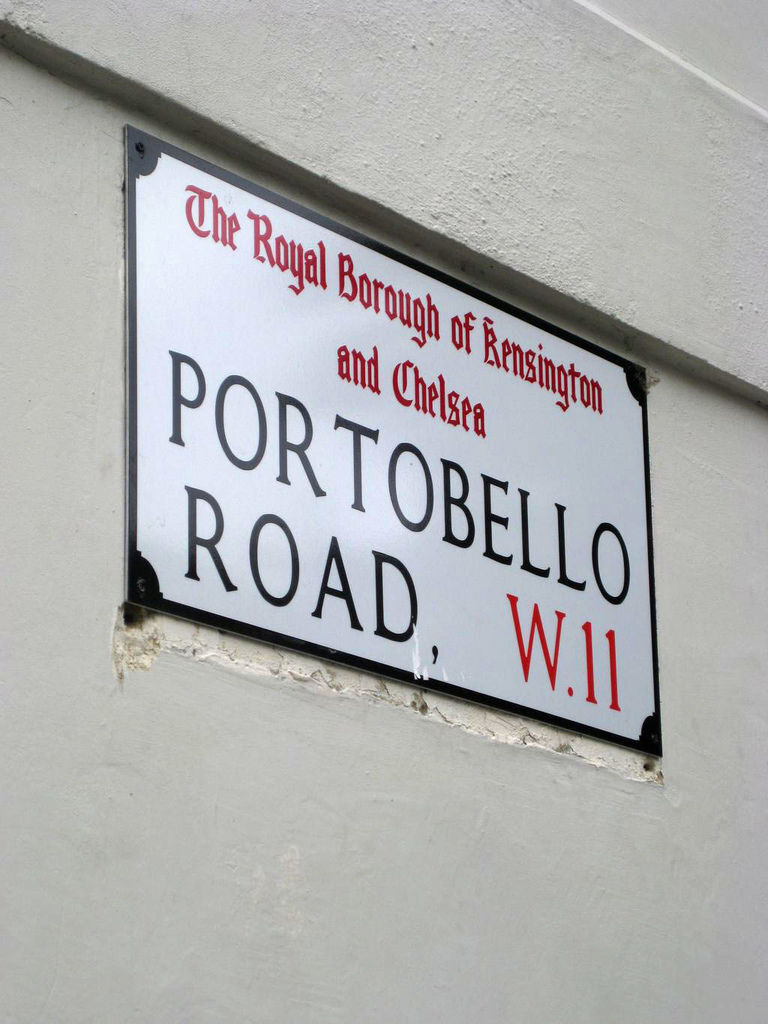 The Royal Borough of Kensington
and Chelsea
PORTOBELLO
ROAD, W.11